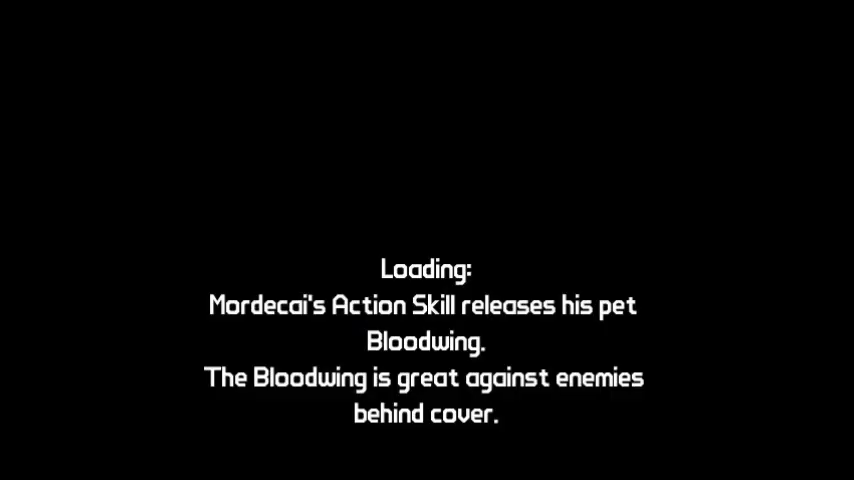 Loading:
Mordecai's Action Skill releases his pet
Bloodwing.
The Bloodwing is great against enemies
behind cover.